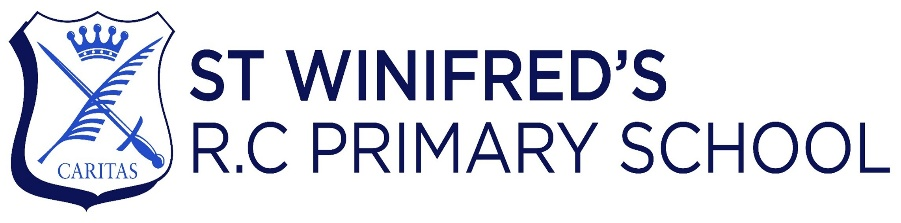 CARITAS
ST WINIFRED’S
R.C PRIMARY SCHOOL